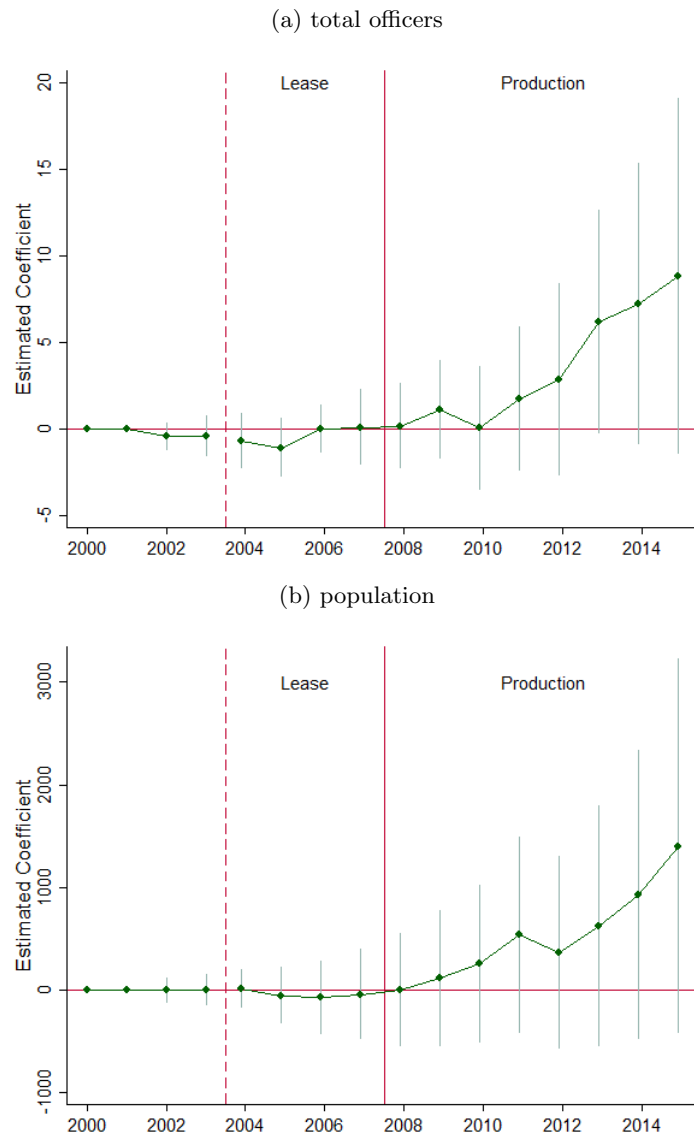 (a) total officers
20
Lease
Production
15
10
5
0
-5
Estimated Coefficient
2000 2002 2004 2006 2008 2010 2012 2014
(b) population
3000
Lease
Production
2000
1000
0
-1000
Estimated Coefficient
2000 2002 2004 2006 2008 2010 2012 2014